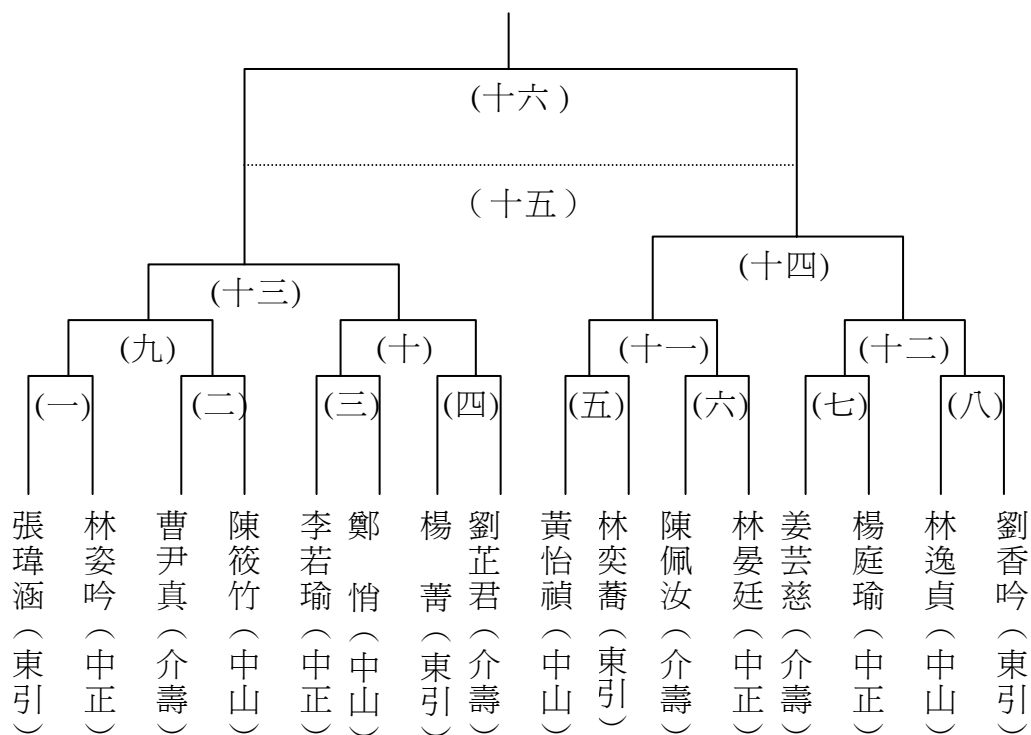 (十六)
（十五）
(十四)
(十三)
(九)
(十)
(十一)
(十二)
(一)
(二)
(三)
(四)
(五)
(六)
(七)
(八)
張瑋涵（東引）
林姿吟（中正）
曹尹真（介壽）
陳筱竹（中山）
李若瑜（中正）
鄭　悄（中山）
楊　菁（東引）
劉芷君（介壽）
黃怡禎（中山）
林奕蕎（東引）
陳佩汝（介壽）
林晏廷（中正）
姜芸慈（介壽）
楊庭瑜（中正）
林逸貞（中山）
劉香吟（東引）